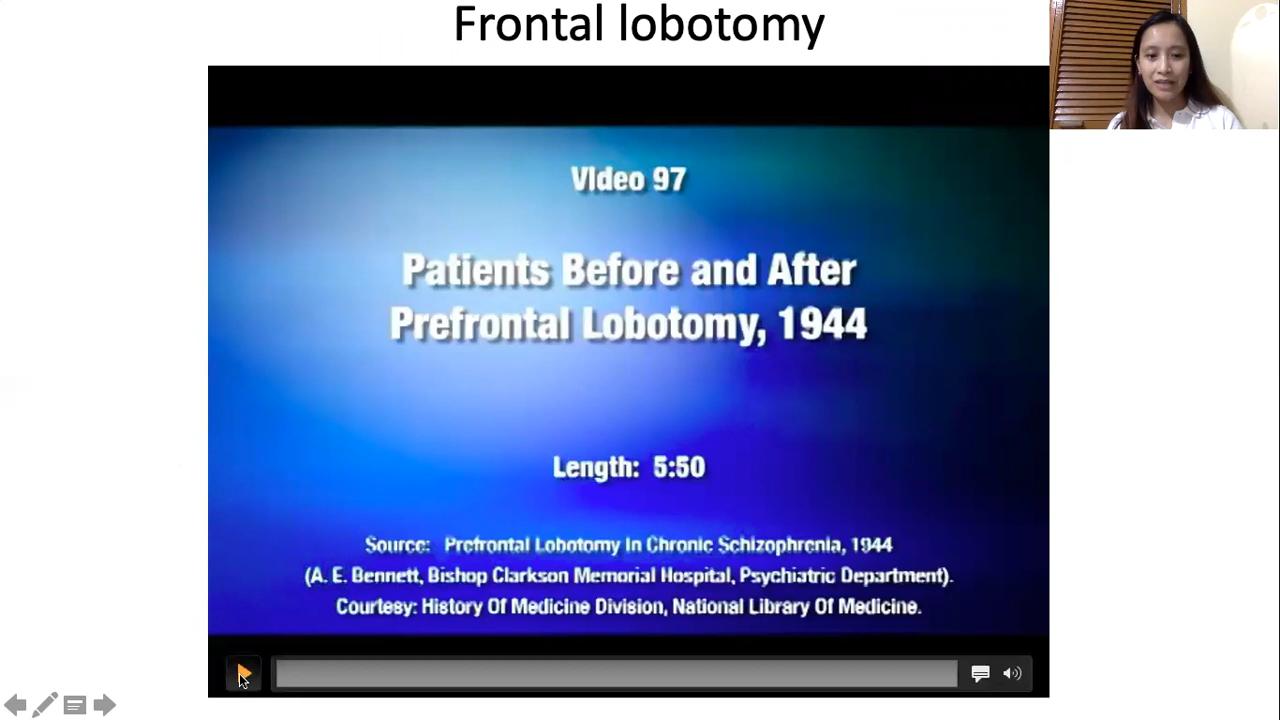 Frontal lobotomy
Video 97
Patients Before and After
Prefrontal Lobotomy, 1944
Length: 5:50
Source: Prefrontal Lobotomy In Chronic Schizophrenia, 1944
(A. E. Bennett, Bishop Clarkson Memorial Hospital, Psychiatric Department).
Courtesy: History Of Medicine Division, National Library Of Medicine.